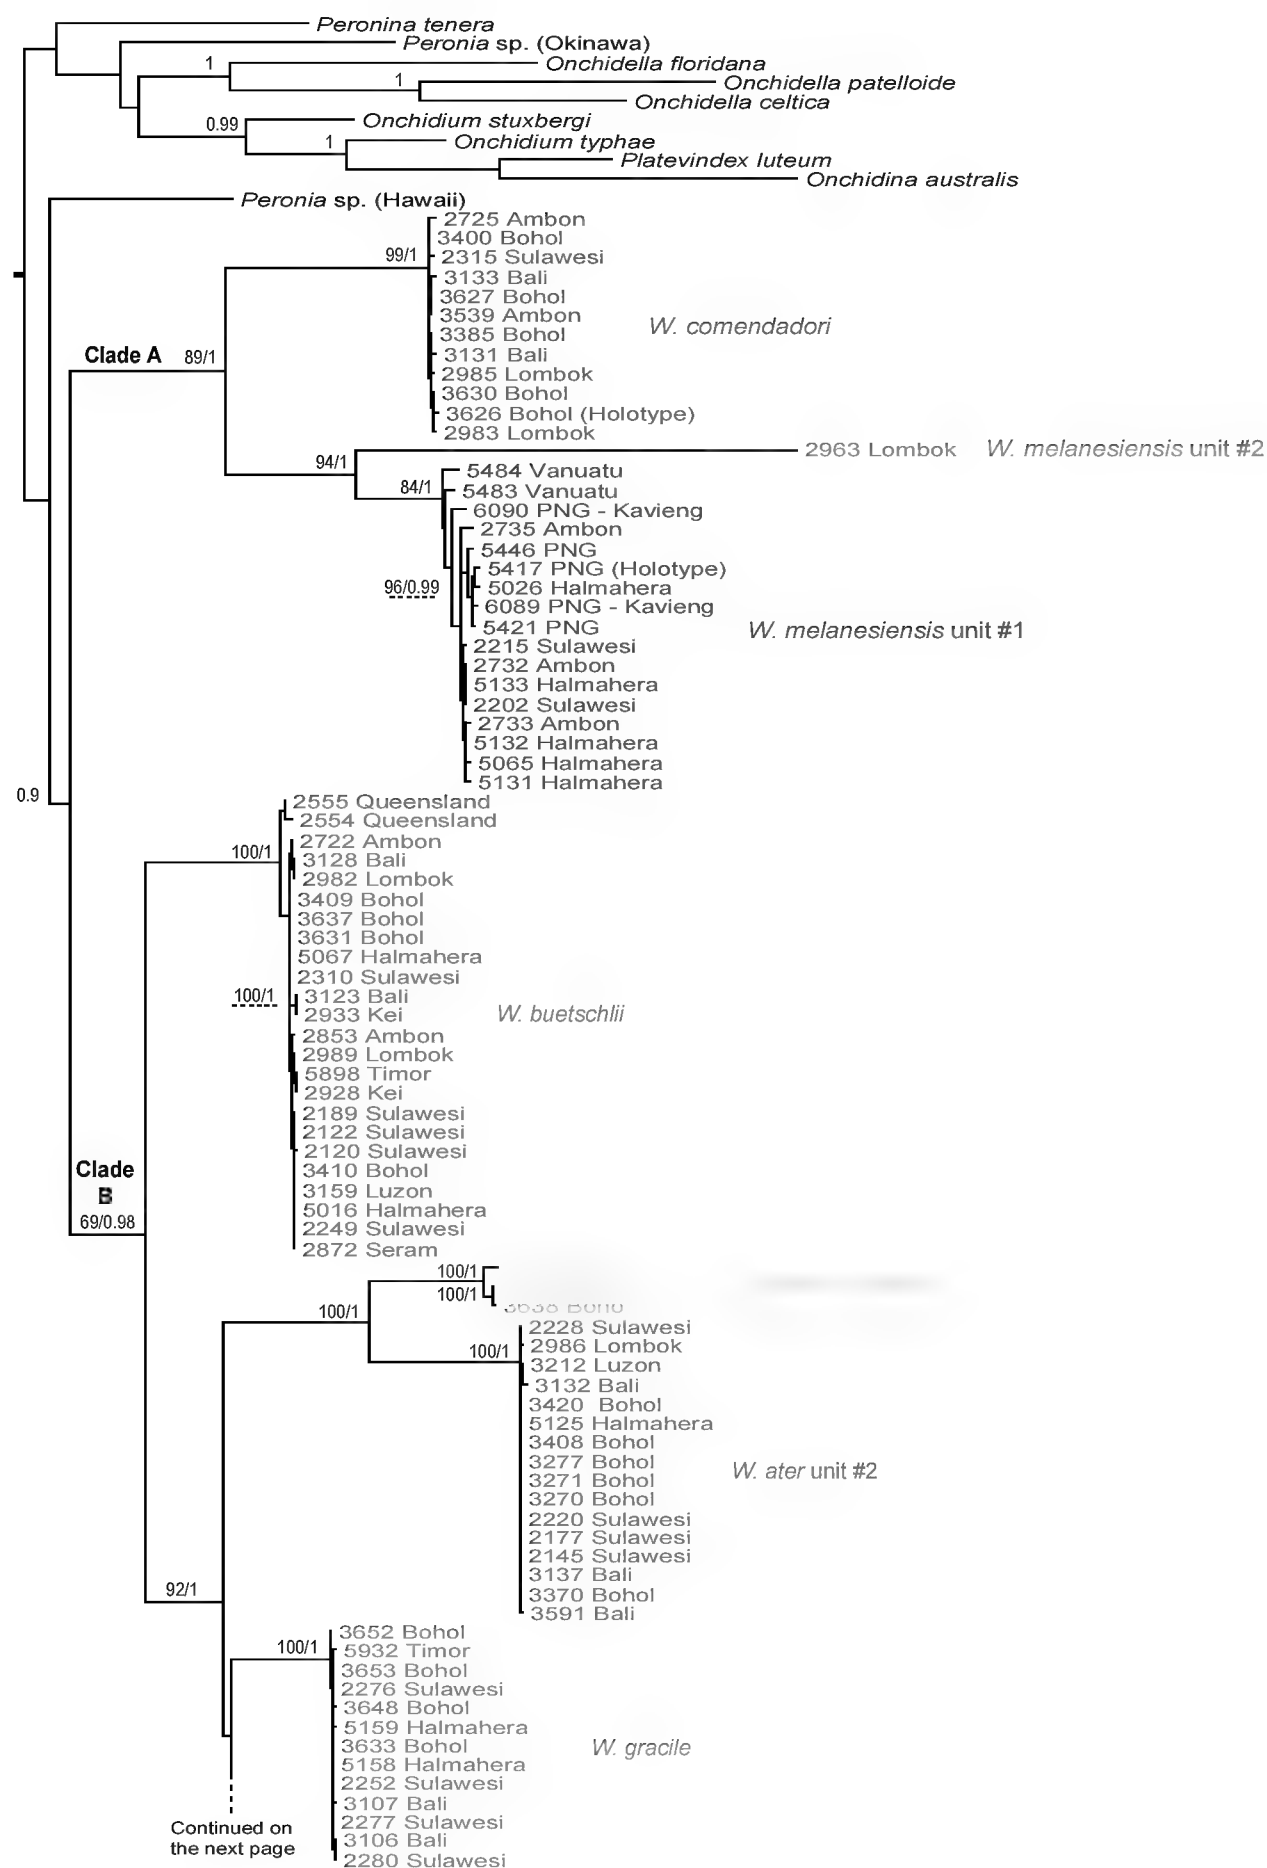 Peronina tenera
Peronia sp. (Okinawa)
1
Onchidella floridana
1
Onchidella patelloide
Onchidella celtica
0.99
Onchidium stuxbergi
1
Onchidium typhae
Platevindex luteum
Onchidina australis
Peronia sp. (Hawaii)
2725 Ambon
3400 Bohol
99/1
2315 Sulawesi
3133 Bali
3627 Bohol
3539 Ambon
W. comendadori
3385 Bohol
Clade A
89/1
3131 Bali
2985 Lombok
3630 Bohol
3626 Bohol (Holotype)
2983 Lombok
2963 Lombok
W. melanesiensis unit #2
94/1
5484 Vanuatu
84/1
5483 Vanuatu
6090 PNG - Kavieng
2735 Ambon
5446 PNG
5417 PNG (Holotype)
96/0.99
5026 Halmahera
6089 PNG - Kavieng
5421 PNG
W. melanesiensis unit #1
2215 Sulawesi
2732 Ambon
5133 Halmahera
2202 Sulawesi
2733 Ambon
5132 Halmahera
5065 Halmahera
5131 Halmahera
0.9
2555 Queensland
2554 Queensland
2722 Ambon
100/1
3128 Bali
2982 Lombok
3409 Bohol
3637 Bohol
3631 Bohol
5067 Halmahera
2310 Sulawesi
100/1
3123 Bali
2933 Kei
W. buetschlii
2853 Ambon
2989 Lombok
5898 Timor
2928 Kei
2189 Sulawesi
2122 Sulawesi
2120 Sulawesi
Clade
B
3410 Bohol
3159 Luzon
5016 Halmahera
69/0.98
2249 Sulawesi
2872 Seram
100/1
100/1
100/1
2228 Sulawesi
2986 Lombok
100/1
3212 Luzon
3132 Bali
3420 Bohol
5125 Halmahera
3408 Bohol
3277 Bohol
W. ater unit #2
3271 Bohol
3270 Bohol
2220 Sulawesi
2177 Sulawesi
2145 Sulawesi
3137 Bali
92/1
3370 Bohol
3591 Bali
3652 Bohol
100/1
5932 Timor
3653 Bohol
2276 Sulawesi
3648 Bohol
5159 Halmahera
3633 Bohol
W. gracile
5158 Halmahera
2252 Sulawesi
3107 Bali
2277 Sulawesi
Continued on
the next page
3106 Bali
2280 Sulawesi